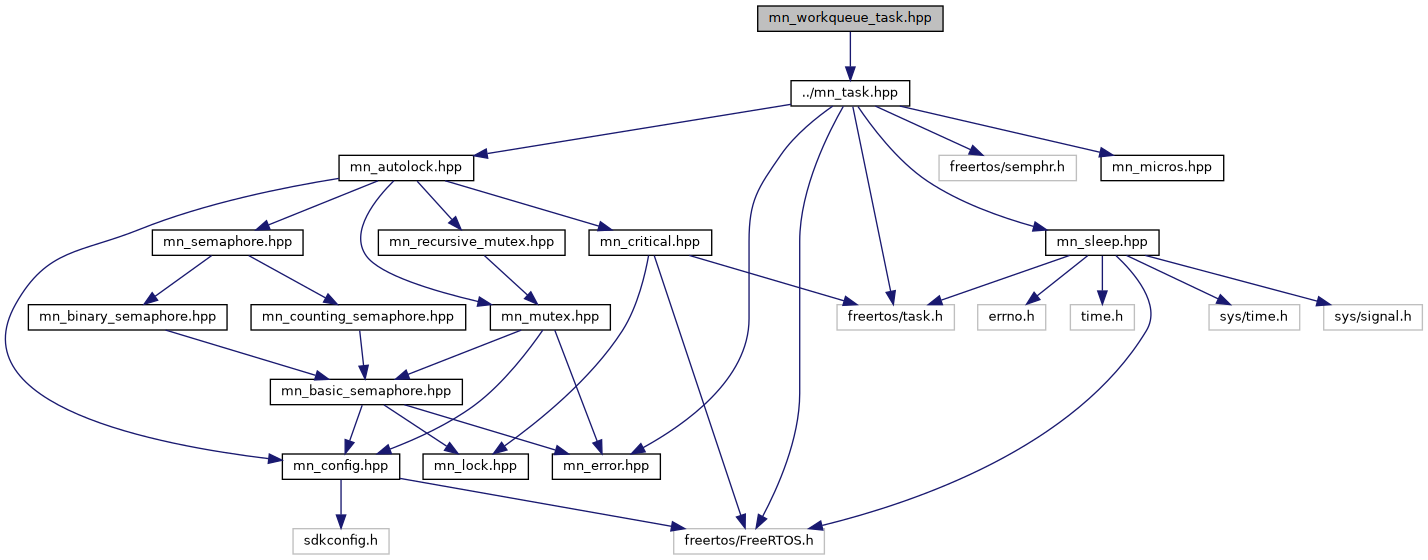 mn_workqueue_task.hpp
../mn_task.hpp
mn_autolock.hpp
freertos/semphr.h
mn_micros.hpp
mn_semaphore.hpp
mn_recursive_mutex.hpp
mn_critical.hpp
mn_sleep.hpp
mn_binary_semaphore.hpp
mn_counting_semaphore.hpp
mn_mutex.hpp
freertos/task.h
errno.h
time.h
sys/time.h
sys/signal.h
mn_basic_semaphore.hpp
mn_config.hpp
mn_lock.hpp
mn_error.hpp
sdkconfig.h
freertos/FreeRTOS.h